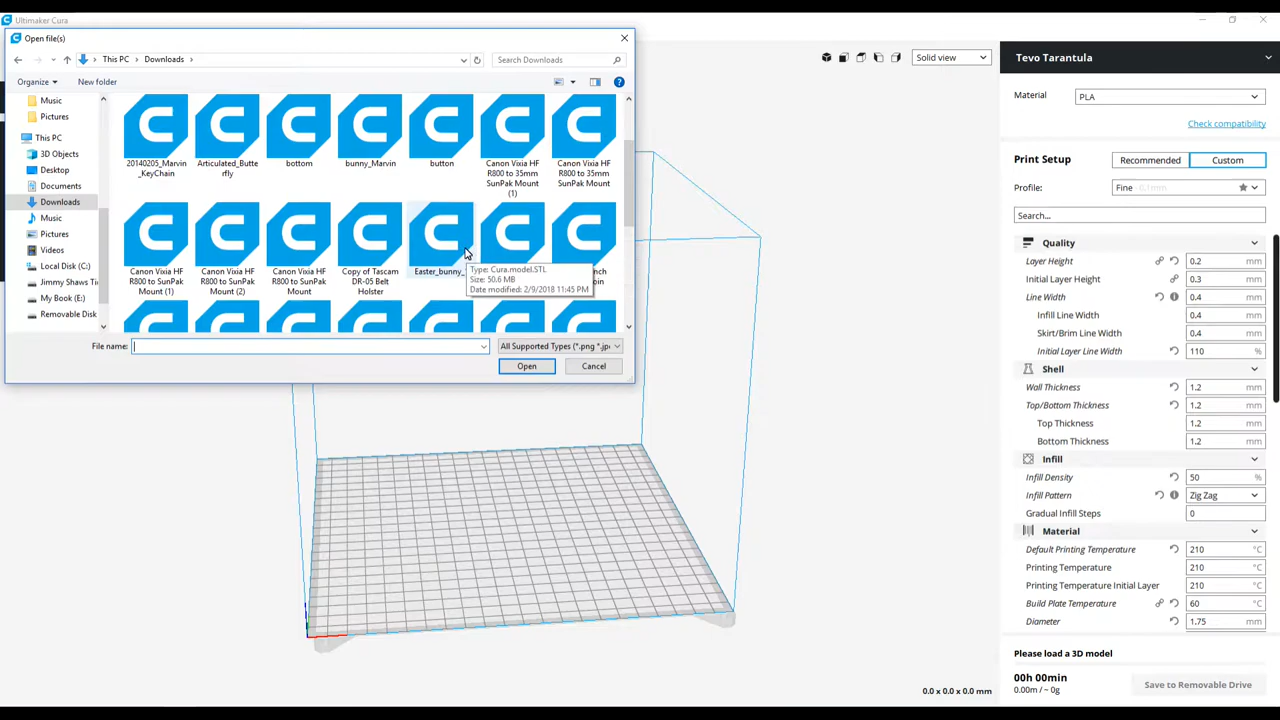 Ultimaker Cura
Open file(s)
This PC
Downloads
Search Downloads
Organize
New folder
Music
Pictures
This PC
3D Objects
Desktop
Documents
Downloads
Music
Pictures
Videos
Local Disk (C:)
Jimmy Shaws Ti
My Book (E:)
Removable Disk
20140205_Marvin
_KeyChain
Articulated_Butte
rfly
bottom
bunny_Marvin
button
Canon Vixia HF
R800 to 35mm
SunPak Mount
(1)
Canon Vixia HF
R800 to 35mm
SunPak Mount
Canon Vixia HF
R800 to SunPak
Mount (1)
Canon Vixia HF
R800 to SunPak
Mount (2)
Canon Vixia HF
R800 to SunPak
Mount
Copy of Tascam
DR-05 Belt
Holster
Easter_bunny_
Type: Cura.model.STL
Size: 50.6 MB
Date modified: 2/9/2018 11:45 PM
File name:
All Supported Types (*.png *.jp
Open
Cancel
Solid view
0.0 x 0.0 x 0.0 mm
Tevo Tarantula
Material
PLA
Check compatibility
Print Setup
Recommended
Custom
Profile:
Fine 0.1mm
Search...
Quality
Layer Height 0.2 mm
Initial Layer Height 0.3 mm
Line Width 0.4 mm
Infill Line Width 0.4 mm
Skirt/Brim Line Width 0.4 mm
Initial Layer Line Width 110 %
Shell
Wall Thickness 1.2 mm
Top/Bottom Thickness 1.2 mm
Top Thickness 1.2 mm
Bottom Thickness 1.2 mm
Infill
Infill Density 50 %
Infill Pattern Zig Zag
Gradual Infill Steps 0
Material
Default Printing Temperature 210 °C
Printing Temperature 210 °C
Printing Temperature Initial Layer 210 °C
Build Plate Temperature 60 °C
Diameter 1.75 mm
Please load a 3D model
00h 00min
0.00m / ~ 0g
Save to Removable Drive